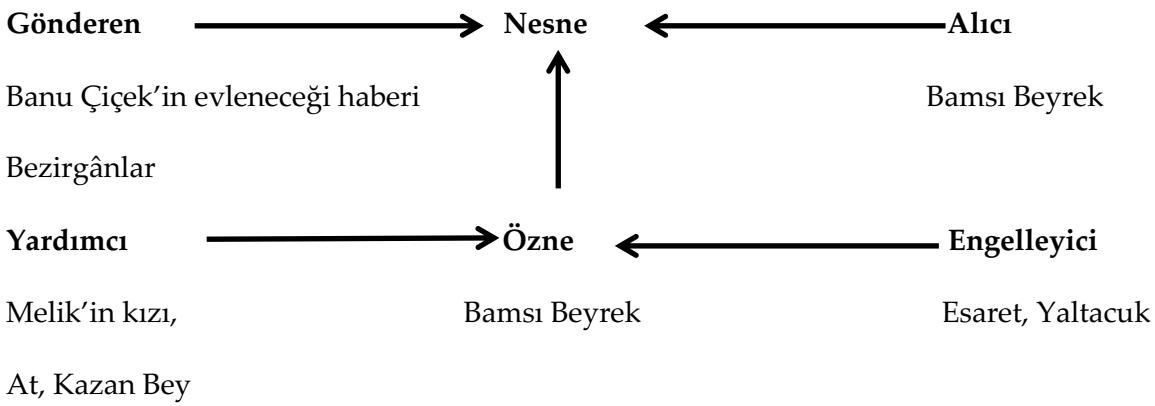 Gönderen Nesne Alıcı
Banu Çiçek’in evleneceği haberi Bamsı Beyrek
Bezirgânlar
Yardımcı Özne Engelleyici
Melik’in kızı, Bamsı Beyrek Esaret, Yaltacuk
At, Kazan Bey